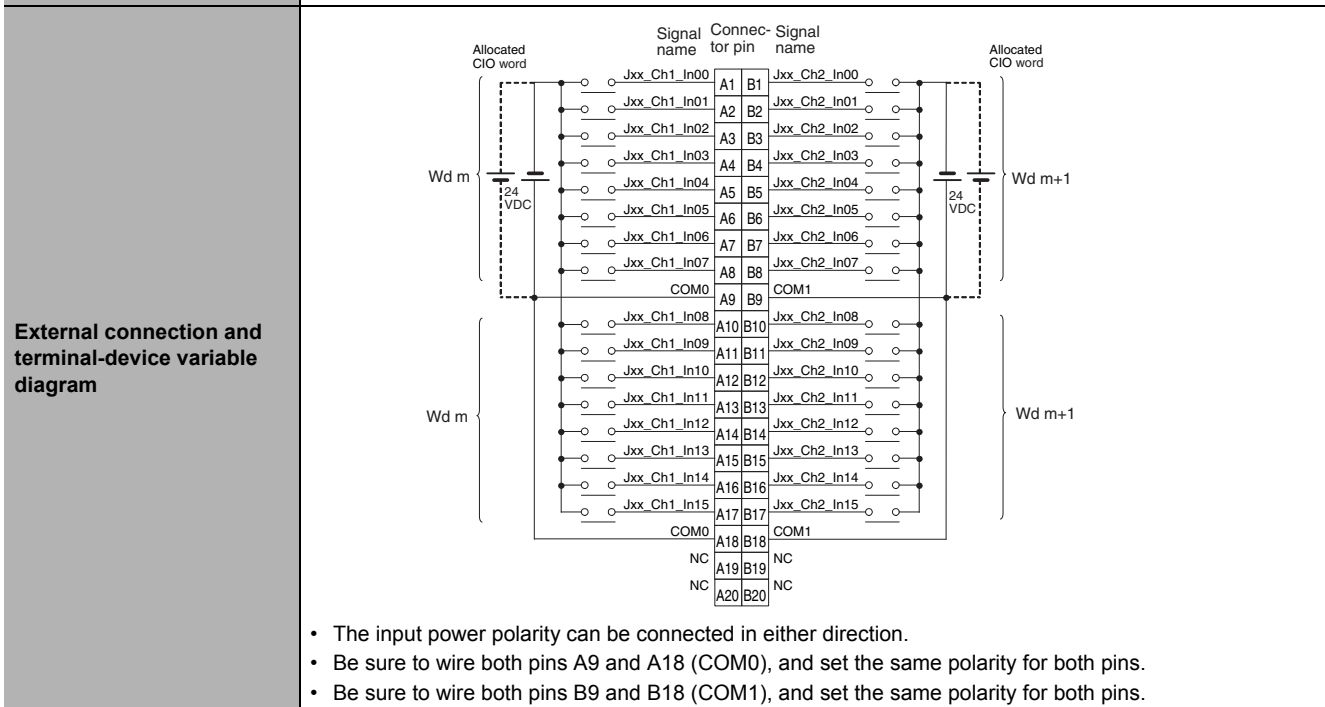 External connection and
terminal-device variable
diagram
Signal name Connec-tor pin Signal name
Allocated CIO word
Allocated CIO word
Jxx_Ch1_In00 A1 B1 Jxx_Ch2_In00
Jxx_Ch1_In01 A2 B2 Jxx_Ch2_In01
Jxx_Ch1_In02 A3 B3 Jxx_Ch2_In02
Jxx_Ch1_In03 A4 B4 Jxx_Ch2_In03
Wd m
24 VDC
Jxx_Ch1_In04 A5 B5 Jxx_Ch2_In04
24 VDC
Wd m+1
Jxx_Ch1_In05 A6 B6 Jxx_Ch2_In05
Jxx_Ch1_In06 A7 B7 Jxx_Ch2_In06
Jxx_Ch1_In07 A8 B8 Jxx_Ch2_In07
COM0 A9 B9 COM1
Jxx_Ch1_In08 A10 B10 Jxx_Ch2_In08
Jxx_Ch1_In09 A11 B11 Jxx_Ch2_In09
Jxx_Ch1_In10 A12 B12 Jxx_Ch2_In10
Jxx_Ch1_In11 A13 B13 Jxx_Ch2_In11
Wd m
Wd m+1
Jxx_Ch1_In12 A14 B14 Jxx_Ch2_In12
Jxx_Ch1_In13 A15 B15 Jxx_Ch2_In13
Jxx_Ch1_In14 A16 B16 Jxx_Ch2_In14
Jxx_Ch1_In15 A17 B17 Jxx_Ch2_In15
COM0 A18 B18 COM1
NC A19 B19 NC
NC A20 B20 NC
• The input power polarity can be connected in either direction.
• Be sure to wire both pins A9 and A18 (COM0), and set the same polarity for both pins.
• Be sure to wire both pins B9 and B18 (COM1), and set the same polarity for both pins.